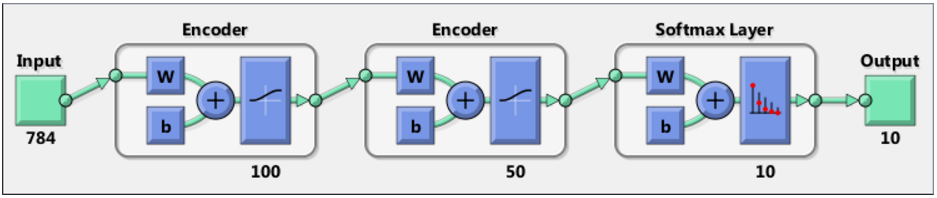 Encoder Encoder Softmax Layer
Input Output
W W W
+ + +
b b b
784 10
100 50 10